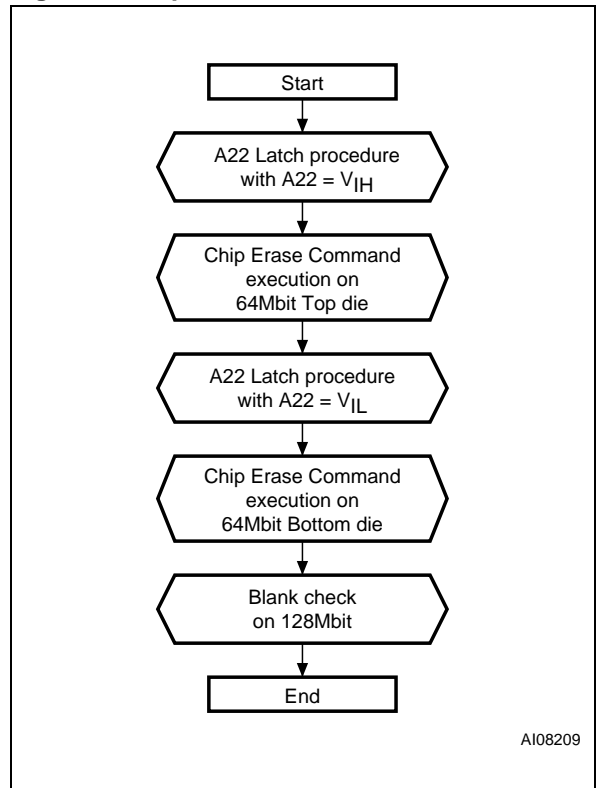 Start
A22 Latch procedure
with A22 = VIH
Chip Erase Command
execution on
64Mbit Top die
A22 Latch procedure
with A22 = VIL
Chip Erase Command
execution on
64Mbit Bottom die
Blank check
on 128Mbit
End
AI08209